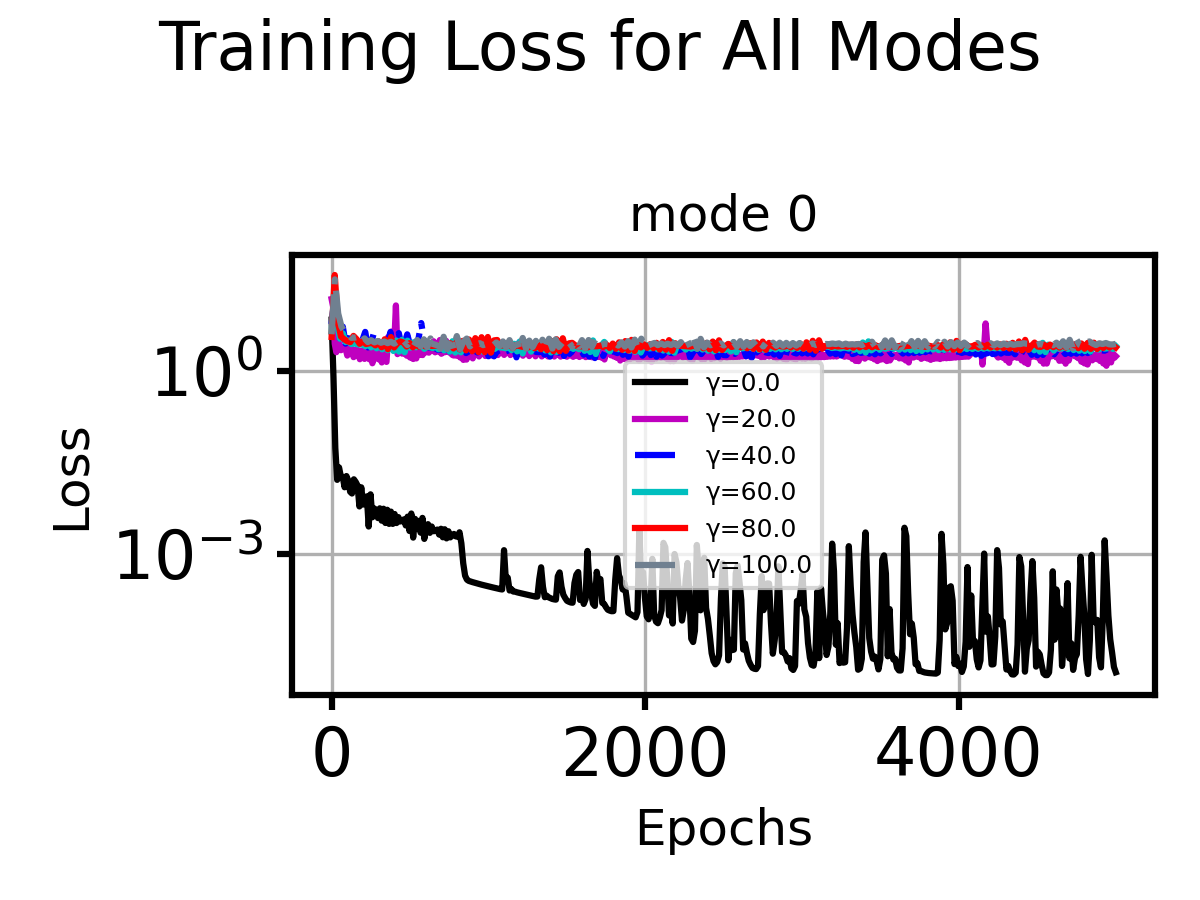 Training Loss for All Modes
mode 0
10⁰
10⁻³
Loss
γ=0.0
γ=20.0
γ=40.0
γ=60.0
γ=80.0
γ=100.0
0 2000 4000
Epochs